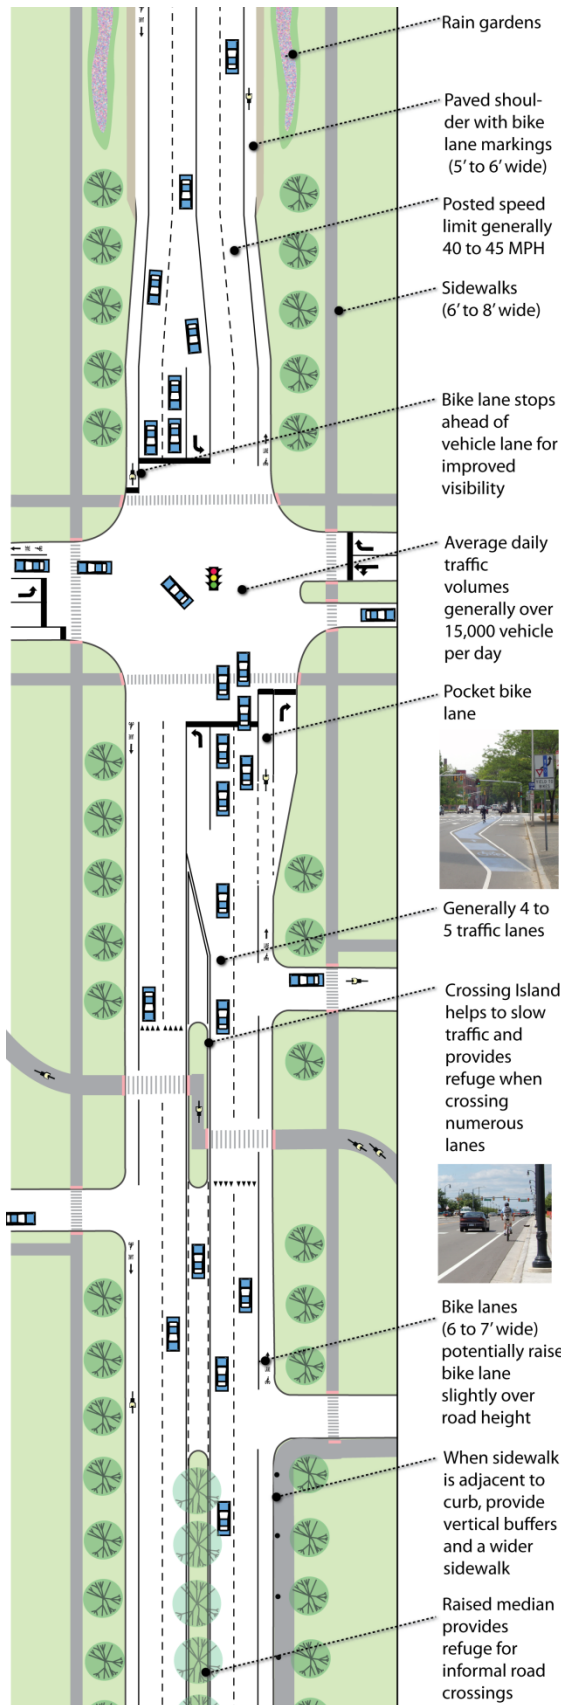 Rain gardens
Paved shoul-
der with bike
lane markings
(5' to 6' wide)
Posted speed
limit generally
40 to 45 MPH
Sidewalks
(6' to 8' wide)
Bike lane stops
ahead of
vehicle lane for
improved
visibility
Average daily
traffic
volumes
generally over
15,000 vehicle
per day
Pocket bike
lane
Generally 4 to
5 traffic lanes
Crossing Island
helps to slow
traffic and
provides
refuge when
crossing
numerous
lanes
Bike lanes
(6 to 7' wide)
potentially raise
bike lane
slightly over
road height
When sidewalk
is adjacent to
curb, provide
vertical buffers
and a wider
sidewalk
Raised median
provides
refuge for
informal road
crossings